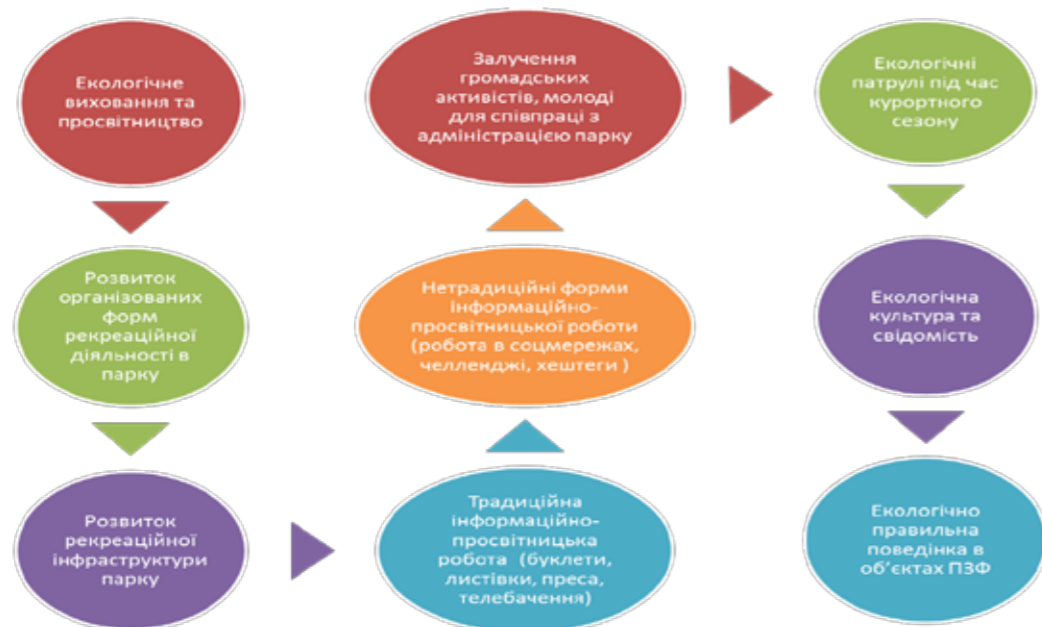 Екологічне
виховання та
просвітництво
Розвиток
організованих
форм
рекреаційної
діяльності в
парку
Розвиток
рекреаційної
інфраструктури
парку
Традиційна
інформаційно-
просвітницька
робота (буклети,
листівки, преса,
телебачення)
Нетрадиційні форми
інформаційно-
просвітницької роботи
(робота в соцмережах,
челленджі, хештеги )
Залучення
громадських
активістів, молоді
для співпраці з
адміністрацією парку
Екологічні
патрулі під час
курортного
сезону
Екологічна
культура та
свідомість
Екологічно
правильна
поведінка в
об’єктах ПЗФ